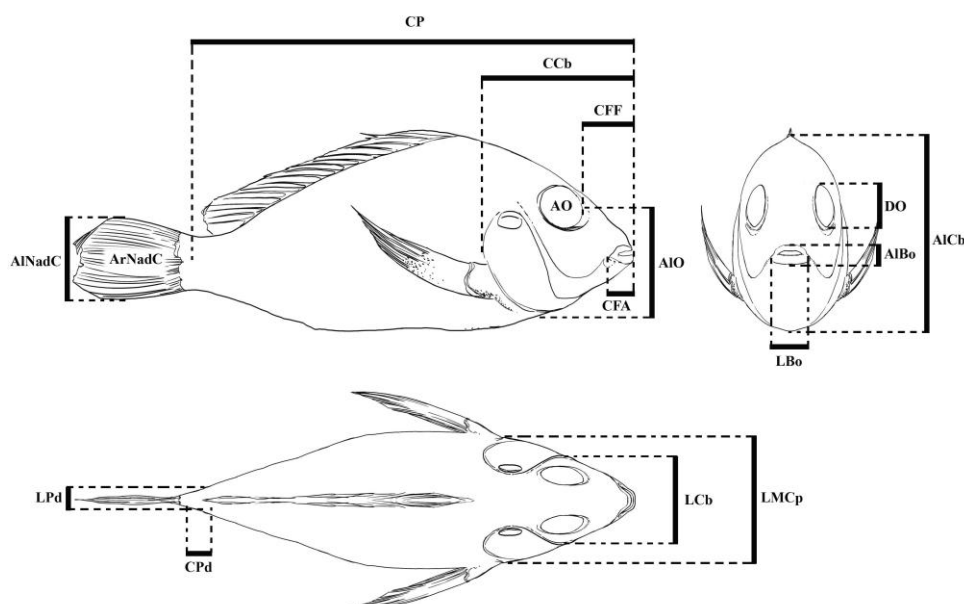 CP
CCb
CFF
AO
DO
AlNadC
ArNadC
AlO
AlBo
AlCb
CFA
LBo
LPd
LCb
LMCp
CPd